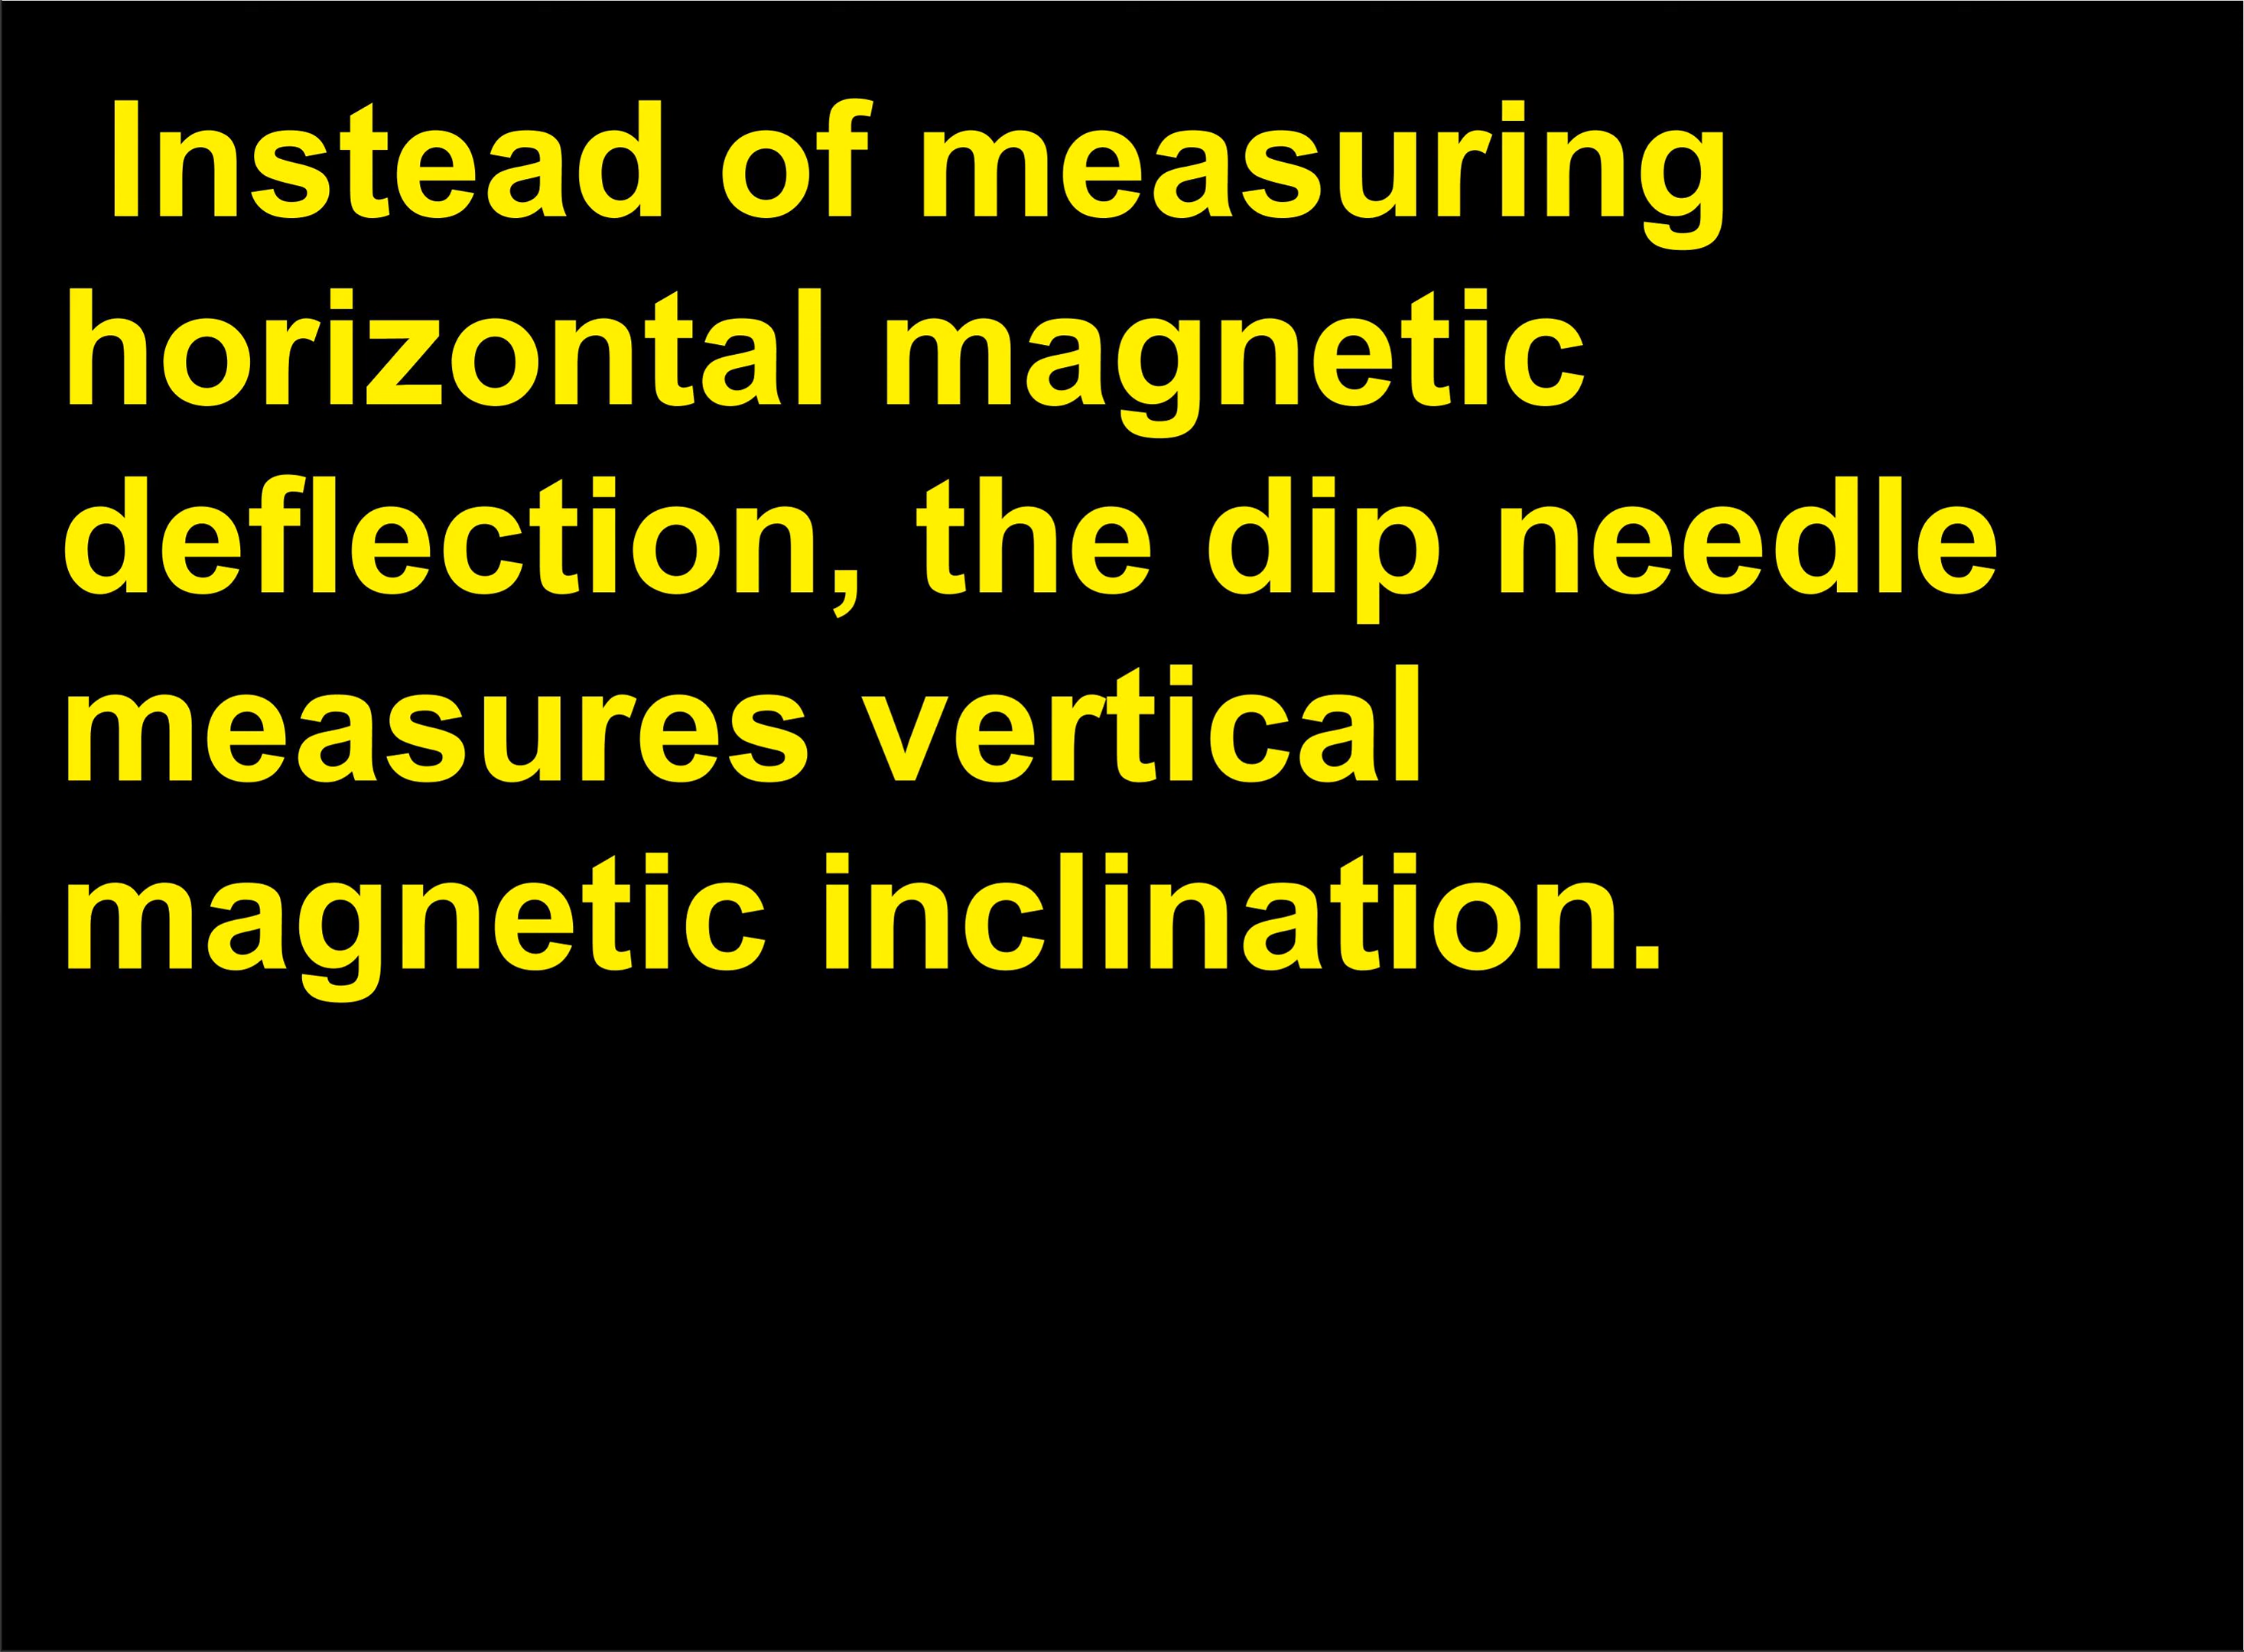 Instead of measuring
horizontal magnetic
deflection, the dip needle
measures vertical
magnetic inclination.